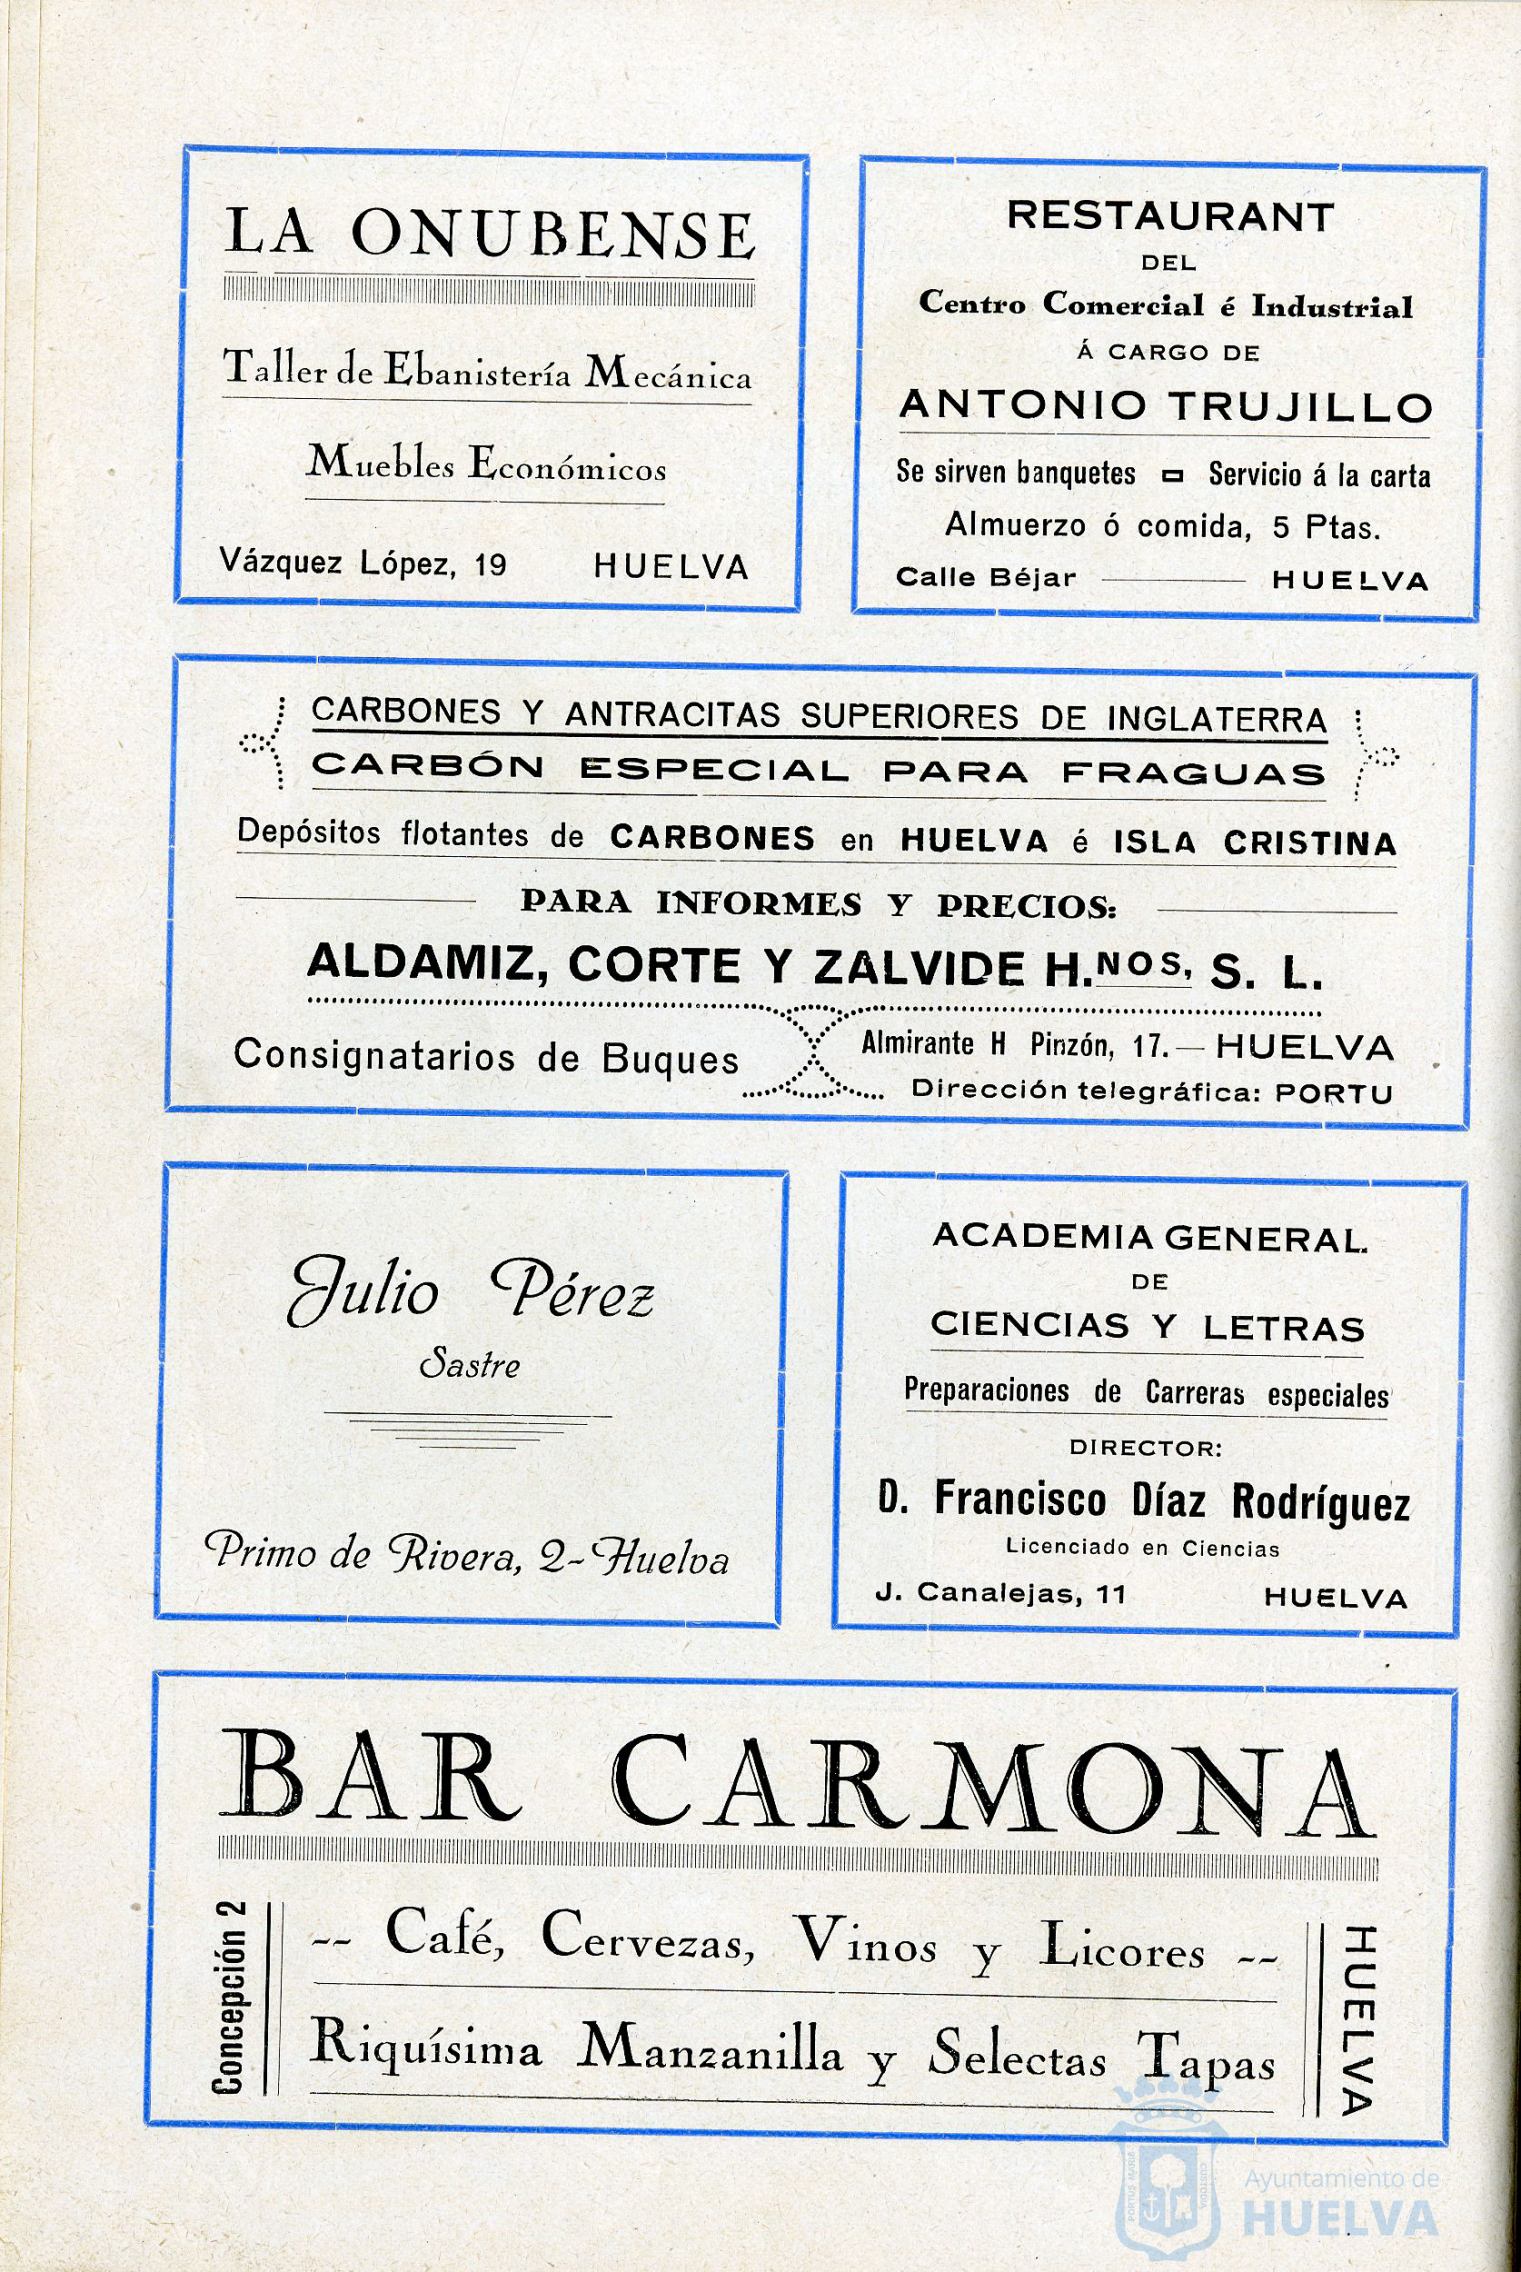 LA ONUBENSE
Taller de Ebanistería Mecánica
Muebles Económicos
Vázquez López, 19 HUELVA
RESTAURANT
DEL
Centro Comercial é Industrial
Á CARGO DE
ANTONIO TRUJILLO
Se sirven banquetes Servicio á la carta
Almuerzo ó comida, 5 Ptas.
Calle Béjar HUELVA
CARBONES Y ANTRACITAS SUPERIORES DE INGLATERRA
CARBÓN ESPECIAL PARA FRAGUAS
Depósitos flotantes de CARBONES en HUELVA é ISLA CRISTINA
PARA INFORMES Y PRECIOS:
ALDAMIZ, CORTE Y ZALVIDE H.NOS, S. L.
Consignatarios de Buques
Almirante H Pinzón, 17.— HUELVA
Dirección telegráfica: PORTU
Julio Pérez
Sastre
Primo de Rivera, 2-Huelva
ACADEMIA GENERAL.
DE
CIENCIAS Y LETRAS
Preparaciones de Carreras especiales
DIRECTOR:
D. Francisco Díaz Rodríguez
Licenciado en Ciencias
J. Canalejas, 11 HUELVA
BAR CARMONA
Concepción 2
-- Café, Cervezas, Vinos y Licores --
Riquísima Manzanilla y Selectas Tapas
HUELVA
PORTUS MARIS
CUSTODIA
Ayuntamiento de
HUELVA